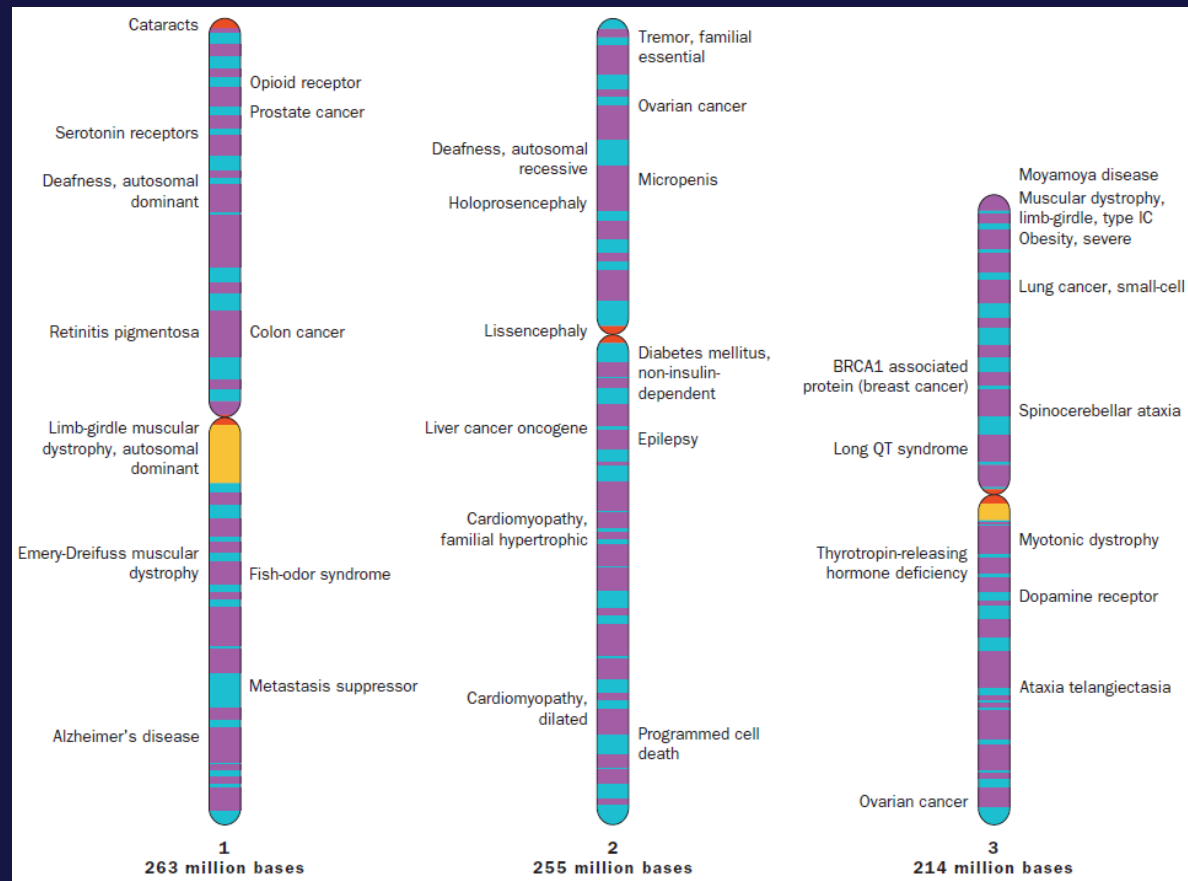 Cataracts
Opioid receptor
Prostate cancer
Serotonin receptors
Deafness, autosomal
dominant
Retinitis pigmentosa
Colon cancer
Limb-girdle muscular
dystrophy, autosomal
dominant
Emery-Dreifuss muscular
dystrophy
Fish-odor syndrome
Metastasis suppressor
Alzheimer's disease
1
263 million bases
Tremor, familial
essential
Ovarian cancer
Deafness, autosomal
recessive
Micropenis
Holoprosencephaly
Lissencephaly
Diabetes mellitus,
non-insulin-
dependent
Liver cancer oncogene
Epilepsy
Cardiomyopathy,
familial hypertrophic
Cardiomyopathy,
dilated
Programmed cell
death
2
255 million bases
Moyamoya disease
Muscular dystrophy,
limb-girdle, type IC
Obesity, severe
Lung cancer, small-cell
BRCA1 associated
protein (breast cancer)
Spinocerebellar ataxia
Long QT syndrome
Myotonic dystrophy
Thyrotropin-releasing
hormone deficiency
Dopamine receptor
Ataxia telangiectasia
Ovarian cancer
3
214 million bases